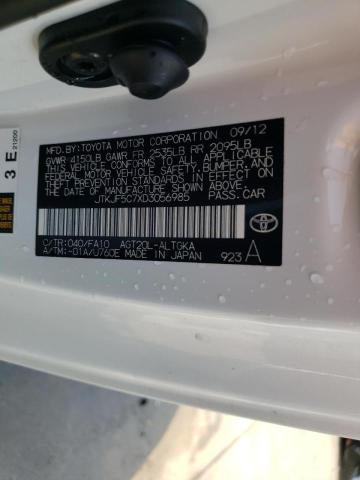 3 E 21200
MFD.BY:TOYOTA MOTOR CORPORATION 09/12
GVWR 4150LB GAWR FR 2535LB RR 2095LB
THIS VEHICLE CONFORMS TO ALL APPLICABLE
FEDERAL MOTOR VEHICLE SAFETY, BUMPER, AND
THEFT PREVENTION STANDARDS IN EFFECT ON
THE DATE OF MANUFACTURE SHOWN ABOVE.
JTKJF5C7XD3056985 PASS.CAR
C/TR:040/FA10 AGT20L-ALTGKA
A/TM:-01A/U760E MADE IN JAPAN 923 A
TOYOTA